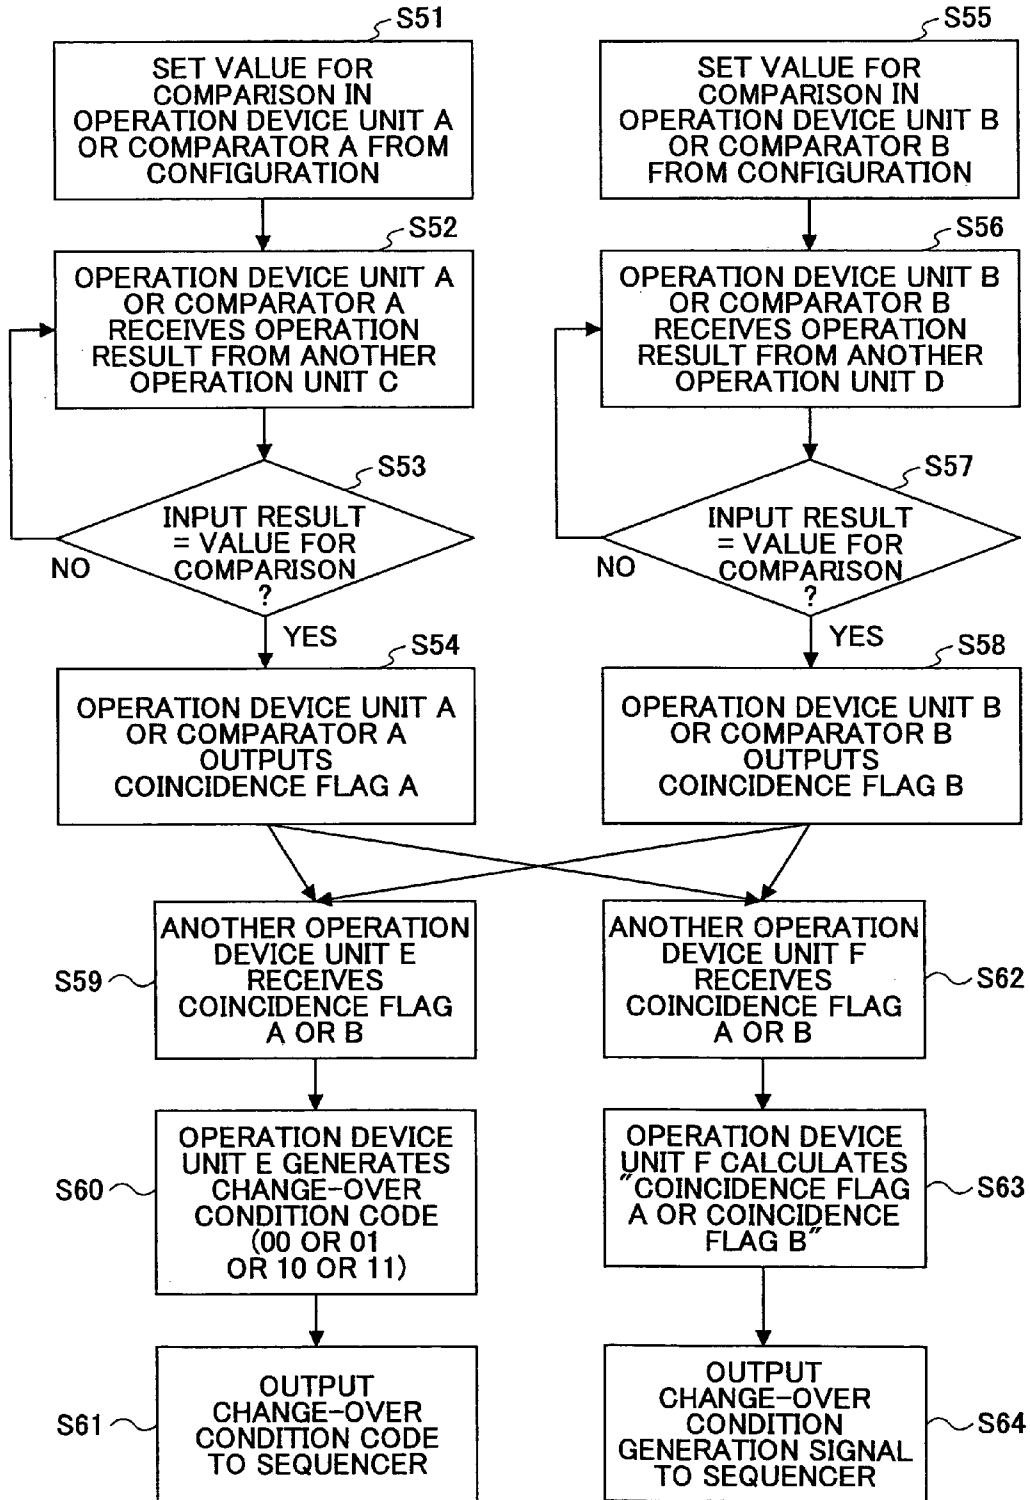 S51
SET VALUE FOR
COMPARISON IN
OPERATION DEVICE UNIT A
OR COMPARATOR A FROM
CONFIGURATION
S55
SET VALUE FOR
COMPARISON IN
OPERATION DEVICE UNIT B
OR COMPARATOR B
FROM CONFIGURATION
S52
OPERATION DEVICE UNIT A
OR COMPARATOR A
RECEIVES OPERATION
RESULT FROM ANOTHER
OPERATION UNIT C
S56
OPERATION DEVICE UNIT B
OR COMPARATOR B
RECEIVES OPERATION
RESULT FROM ANOTHER
OPERATION UNIT D
S53
INPUT RESULT
= VALUE FOR
COMPARISON
?
NO
YES
S57
INPUT RESULT
= VALUE FOR
COMPARISON
?
NO
YES
S54
OPERATION DEVICE UNIT A
OR COMPARATOR A
OUTPUTS
COINCIDENCE FLAG A
S58
OPERATION DEVICE UNIT B
OR COMPARATOR B
OUTPUTS
COINCIDENCE FLAG B
S59
ANOTHER OPERATION
DEVICE UNIT E
RECEIVES
COINCIDENCE FLAG
A OR B
S62
ANOTHER OPERATION
DEVICE UNIT F
RECEIVES
COINCIDENCE FLAG
A OR B
S60
OPERATION DEVICE
UNIT E GENERATES
CHANGE-OVER
CONDITION CODE
(00 OR 01
OR 10 OR 11)
S63
OPERATION DEVICE
UNIT F CALCULATES
"COINCIDENCE FLAG
A OR COINCIDENCE
FLAG B"
S61
OUTPUT
CHANGE-OVER
CONDITION CODE
TO SEQUENCER
S64
OUTPUT
CHANGE-OVER
CONDITION
GENERATION SIGNAL
TO SEQUENCER